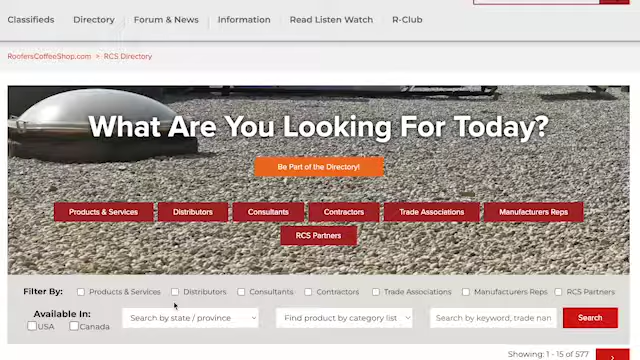 Classifieds Directory Forum & News Information Read Listen Watch R-Club
RoofersCoffeeShop.com > RCS Directory
What Are You Looking For Today?
Be Part of the Directory!
Products & Services Distributors Consultants Contractors Trade Associations Manufacturers Reps
RCS Partners
Filter By: Products & Services Distributors Consultants Contractors Trade Associations Manufacturers Reps RCS Partners
Available In:
USA Canada
Search by state / province Find product by category list Search by keyword, trade nam Search
Showing: 1 - 15 of 577